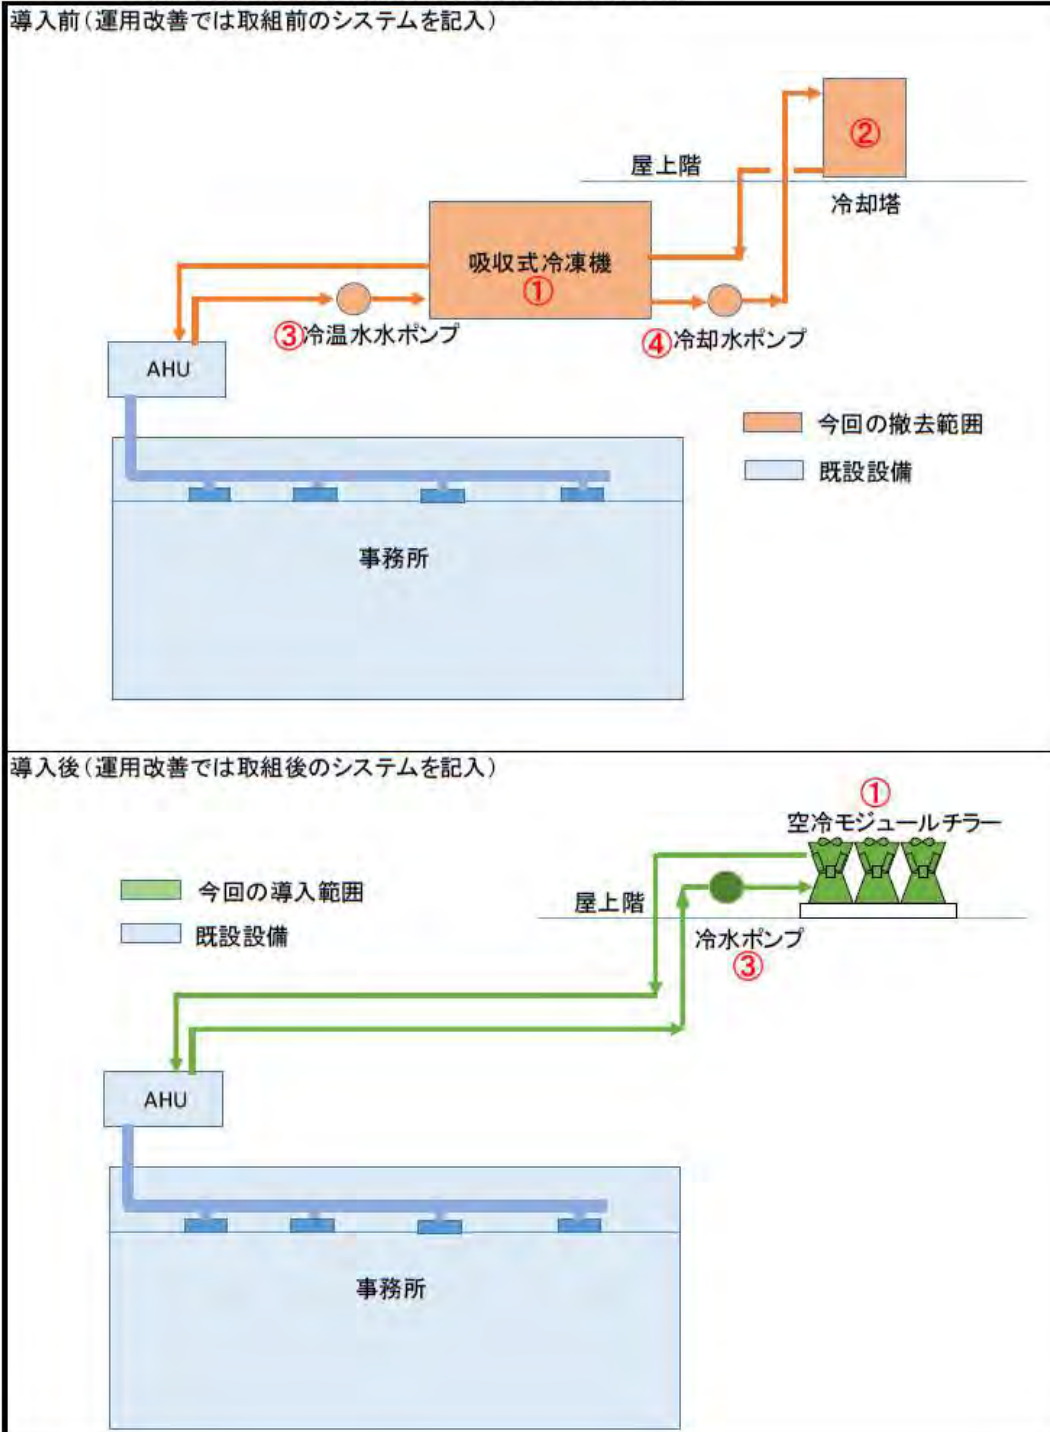 導入前(運用改善では取組前のシステムを記入)
②
屋上階
冷却塔
吸収式冷凍機
①
③冷温水水ポンプ
④冷却水ポンプ
AHU
今回の撤去範囲
既設設備
事務所
導入後(運用改善では取組後のシステムを記入)
①
空冷モジュールチラー
今回の導入範囲
屋上階
既設設備
冷水ポンプ
③
AHU
事務所